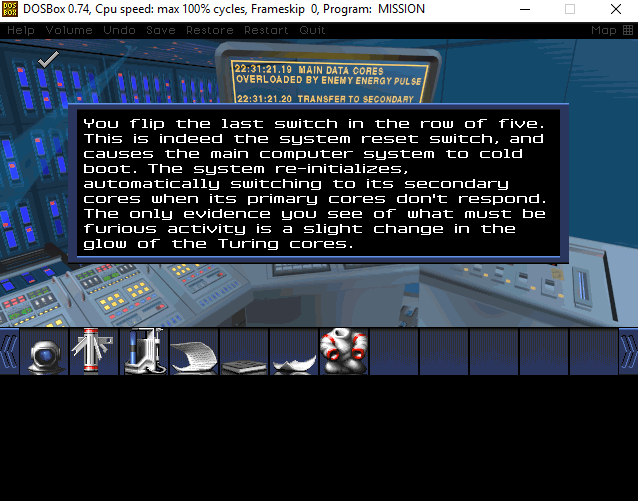 DOS BOX DOSBox 0.74, Cpu speed: max 100% cycles, Frameskip 0, Program: MISSION
Help Volume Undo Save Restore Restart Quit Map
22:31:21.19 MAIN DATA CORES
OVERLOADED BY ENEMY ENERGY PULSE
22:31:21.20 TRANSFER TO SECONDARY
You flip the last switch in the row of five.
This is indeed the system reset switch, and
causes the main computer system to cold
boot. The system re-initializes,
automatically switching to its secondary
cores when its primary cores don't respond.
The only evidence you see of what must be
furious activity is a slight change in the
glow of the Turing cores.